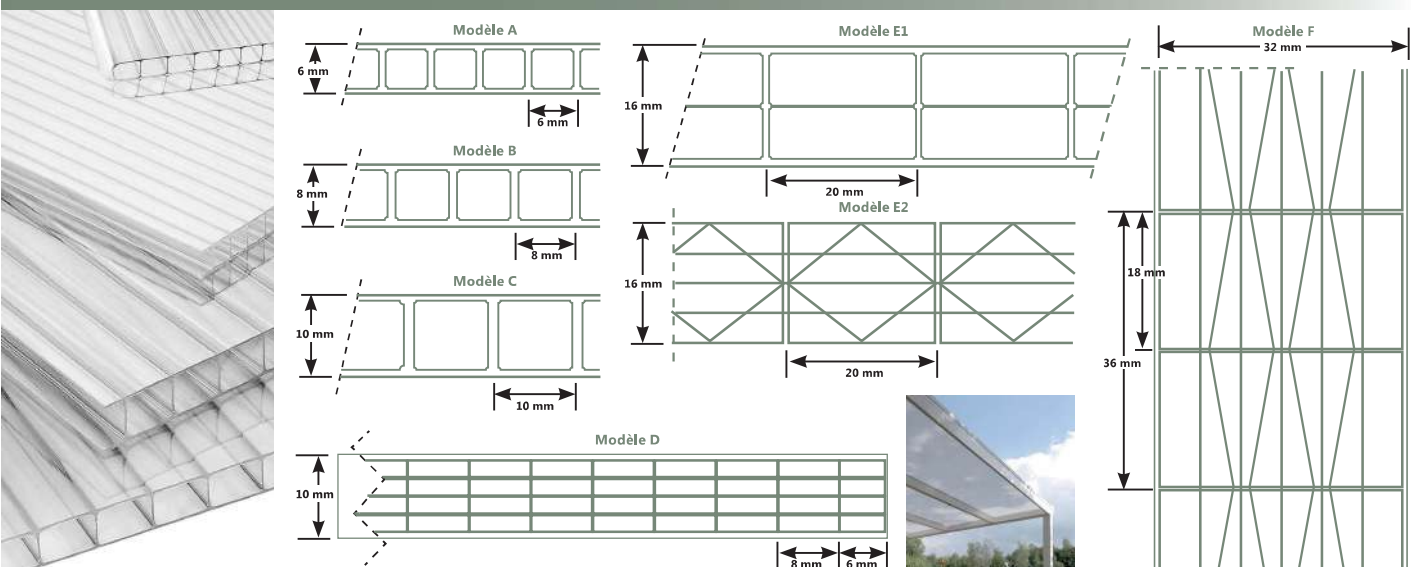 Modèle A
6 mm
6 mm
Modèle B
8 mm
8 mm
Modèle C
10 mm
10 mm
Modèle D
10 mm
8 mm
6 mm
Modèle E1
16 mm
20 mm
Modèle E2
16 mm
20 mm
Modèle F
32 mm
18 mm
36 mm